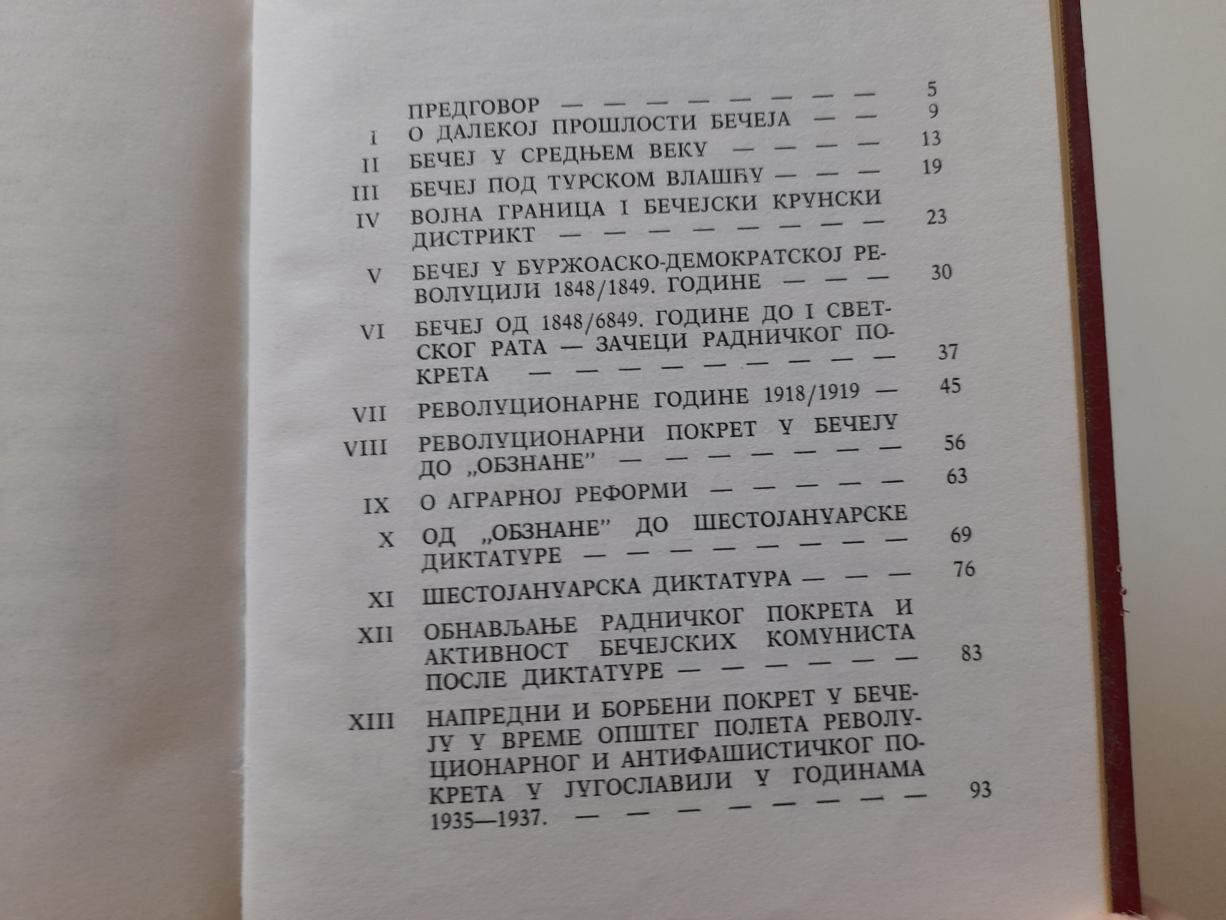 ПРЕДГОВОР — — — — — — — — 5
I О ДАЛЕКОЈ ПРОШЛОСТИ БЕЧЕЈА — — 9
II БЕЧЕЈ У СРЕДЊЕМ ВЕКУ — — — — 13
III БЕЧЕЈ ПОД ТУРСКОМ ВЛАШЋУ — — — 19
IV ВОЈНА ГРАНИЦА I БЕЧЕЈСКИ КРУНСКИ
ДИСТРИКТ — — — — — — — — 23
V БЕЧЕЈ У БУРЖОАСКО-ДЕМОКРАТСКОЈ РЕ-
ВОЛУЦИЈИ 1848/1849. ГОДИНЕ — — — 30
VI БЕЧЕЈ ОД 1848/6849. ГОДИНЕ ДО I СВЕТ-
СКОГ РАТА — ЗАЧЕЦИ РАДНИЧКОГ ПО-
КРЕТА — — — — — — — — — 37
VII РЕВОЛУЦИОНАРНЕ ГОДИНЕ 1918/1919 — 45
VIII РЕВОЛУЦИОНАРНИ ПОКРЕТ У БЕЧЕЈУ
ДО „ОБЗНАНЕ” — — — — — — — 56
IX О АГРАРНОЈ РЕФОРМИ — — — — — 63
X ОД „ОБЗНАНЕ” ДО ШЕСТОЈАНУАРСКЕ
ДИКТАТУРЕ — — — — — — — — 69
XI ШЕСТОЈАНУАРСКА ДИКТАТУРА — — — 76
XII ОБНАВЉАЊЕ РАДНИЧКОГ ПОКРЕТА И
АКТИВНОСТ БЕЧЕЈСКИХ КОМУНИСТА
ПОСЛЕ ДИКТАТУРЕ — — — — — — 83
XIII НАПРЕДНИ И БОРБЕНИ ПОКРЕТ У БЕЧЕ-
ЈУ У ВРЕМЕ ОПШТЕГ ПОЛЕТА РЕВОЛУ-
ЦИОНАРНОГ И АНТИФАШИСТИЧКОГ ПО-
КРЕТА У ЈУГОСЛАВИЈИ У ГОДИНАМА
1935—1937. — — — — — — — — 93